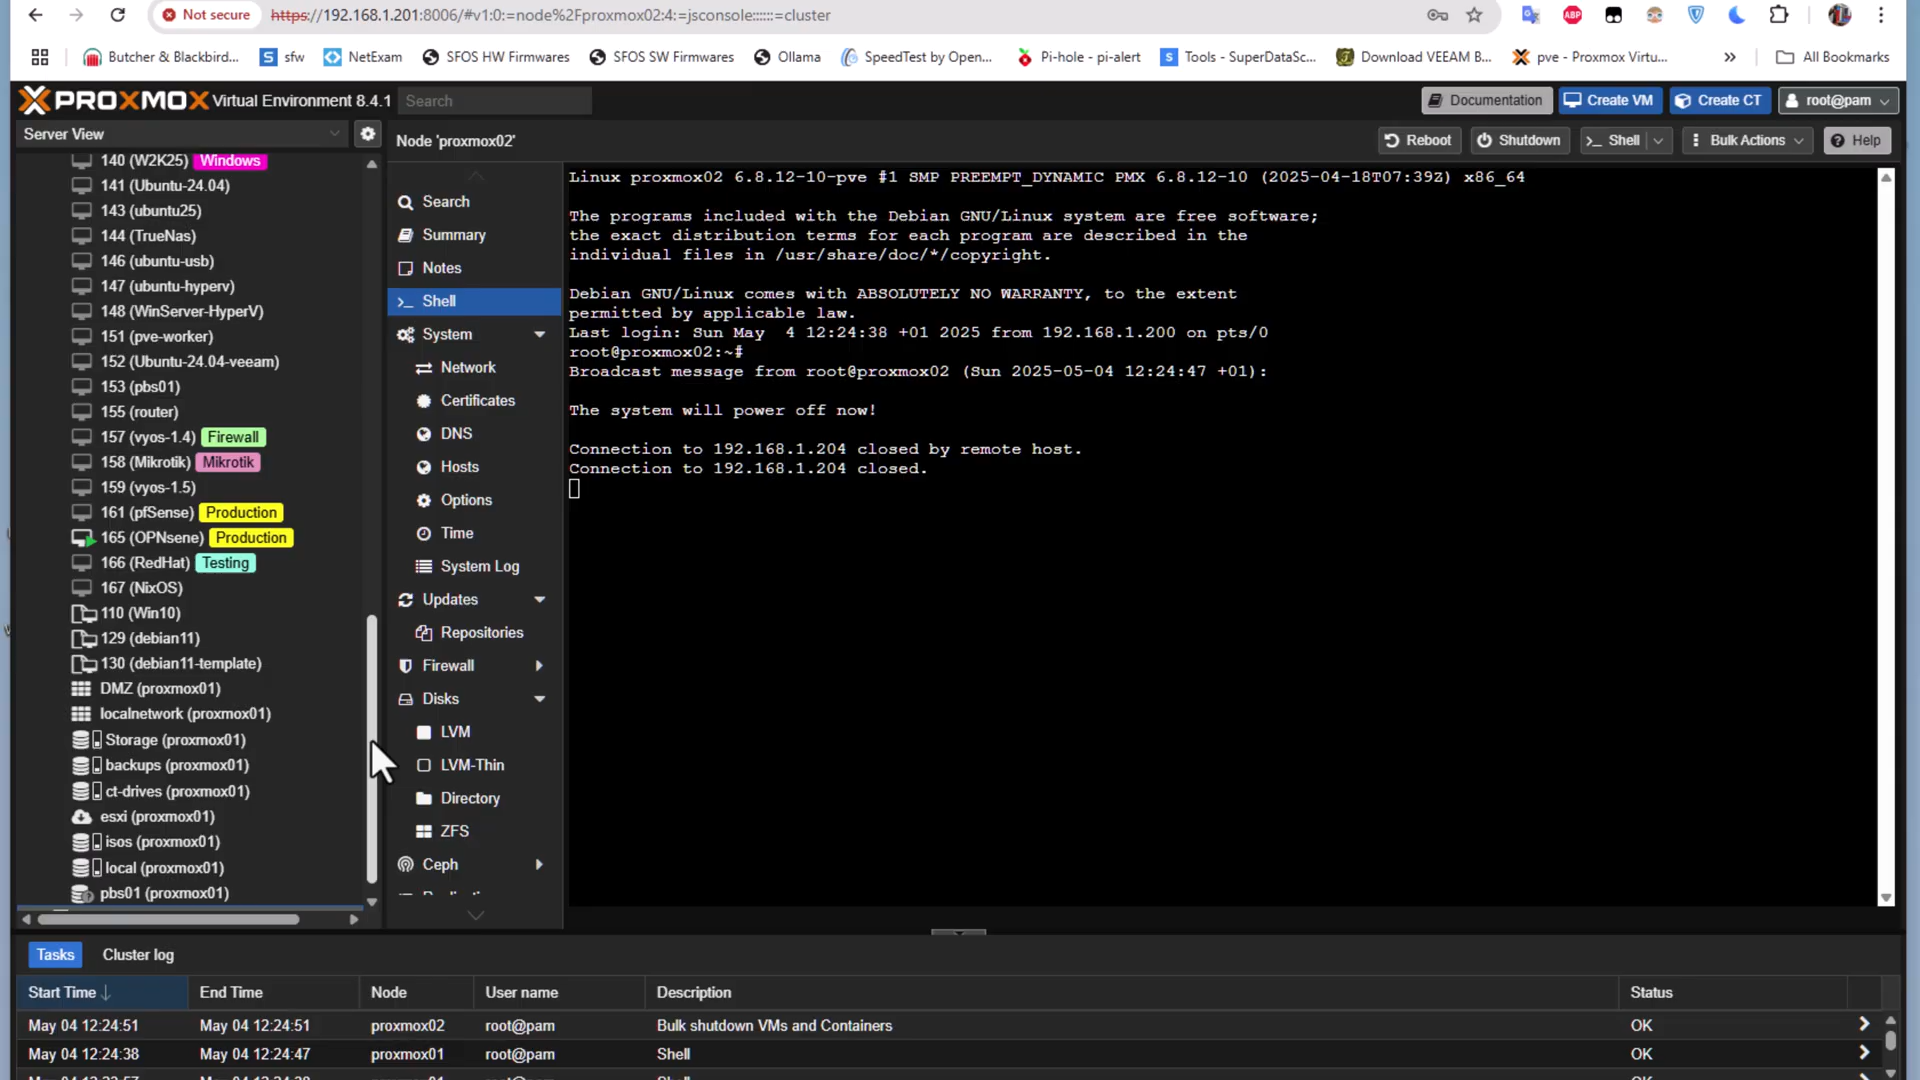 Not secure
https://192.168.1.201:8006/#v1:0:=node%2Fproxmox02:4:=jsconsole::::::=cluster
Butcher & Blackbird...
sfw
NetExam
SFOS HW Firmwares
SFOS SW Firmwares
Ollama
SpeedTest by Open...
Pi-hole - pi-alert
Tools - SuperDataSc...
Download VEEAM B...
pve - Proxmox Virtu...
All Bookmarks
PROXMOX Virtual Environment 8.4.1
Search
Documentation
Create VM
Create CT
root@pam
Server View
Node 'proxmox02'
Reboot
Shutdown
Shell
Bulk Actions
Help
140 (W2K25) Windows
141 (Ubuntu-24.04)
143 (ubuntu25)
144 (TrueNas)
146 (ubuntu-usb)
147 (ubuntu-hyperv)
148 (WinServer-HyperV)
151 (pve-worker)
152 (Ubuntu-24.04-veeam)
153 (pbs01)
155 (router)
157 (vyos-1.4) Firewall
158 (Mikrotik) Mikrotik
159 (vyos-1.5)
161 (pfSense) Production
165 (OPNsene) Production
166 (RedHat) Testing
167 (NixOS)
110 (Win10)
129 (debian11)
130 (debian11-template)
DMZ (proxmox01)
localnetwork (proxmox01)
Storage (proxmox01)
backups (proxmox01)
ct-drives (proxmox01)
esxi (proxmox01)
isos (proxmox01)
local (proxmox01)
pbs01 (proxmox01)
Search
Summary
Notes
Shell
System
Network
Certificates
DNS
Hosts
Options
Time
System Log
Updates
Repositories
Firewall
Disks
LVM
LVM-Thin
Directory
ZFS
Ceph
Linux proxmox02 6.8.12-10-pve #1 SMP PREEMPT_DYNAMIC PMX 6.8.12-10 (2025-04-18T07:39Z) x86_64
The programs included with the Debian GNU/Linux system are free software;
the exact distribution terms for each program are described in the
individual files in /usr/share/doc/*/copyright.
Debian GNU/Linux comes with ABSOLUTELY NO WARRANTY, to the extent
permitted by applicable law.
Last login: Sun May  4 12:24:38 +01 2025 from 192.168.1.200 on pts/0
root@proxmox02:~#
Broadcast message from root@proxmox02 (Sun 2025-05-04 12:24:47 +01):
The system will power off now!
Connection to 192.168.1.204 closed by remote host.
Connection to 192.168.1.204 closed.
Tasks
Cluster log
Start Time
End Time
Node
User name
Description
Status
May 04 12:24:51
May 04 12:24:51
proxmox02
root@pam
Bulk shutdown VMs and Containers
OK
May 04 12:24:38
May 04 12:24:47
proxmox01
root@pam
Shell
OK